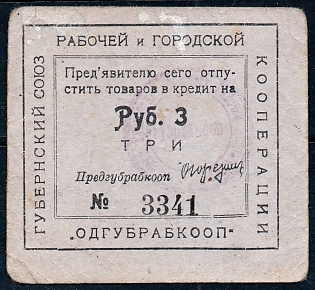 РАБОЧЕЙ и ГОРОДСКОЙ
ГУБЕРНСКИЙ СОЮЗ
КООПЕРАЦИИ
Пред'явителю сего отпу-
стить товаров в кредит на
Руб. 3
ТРИ
Предгубрабкооп
№ 3341
„ОДГУБРАБКООП"